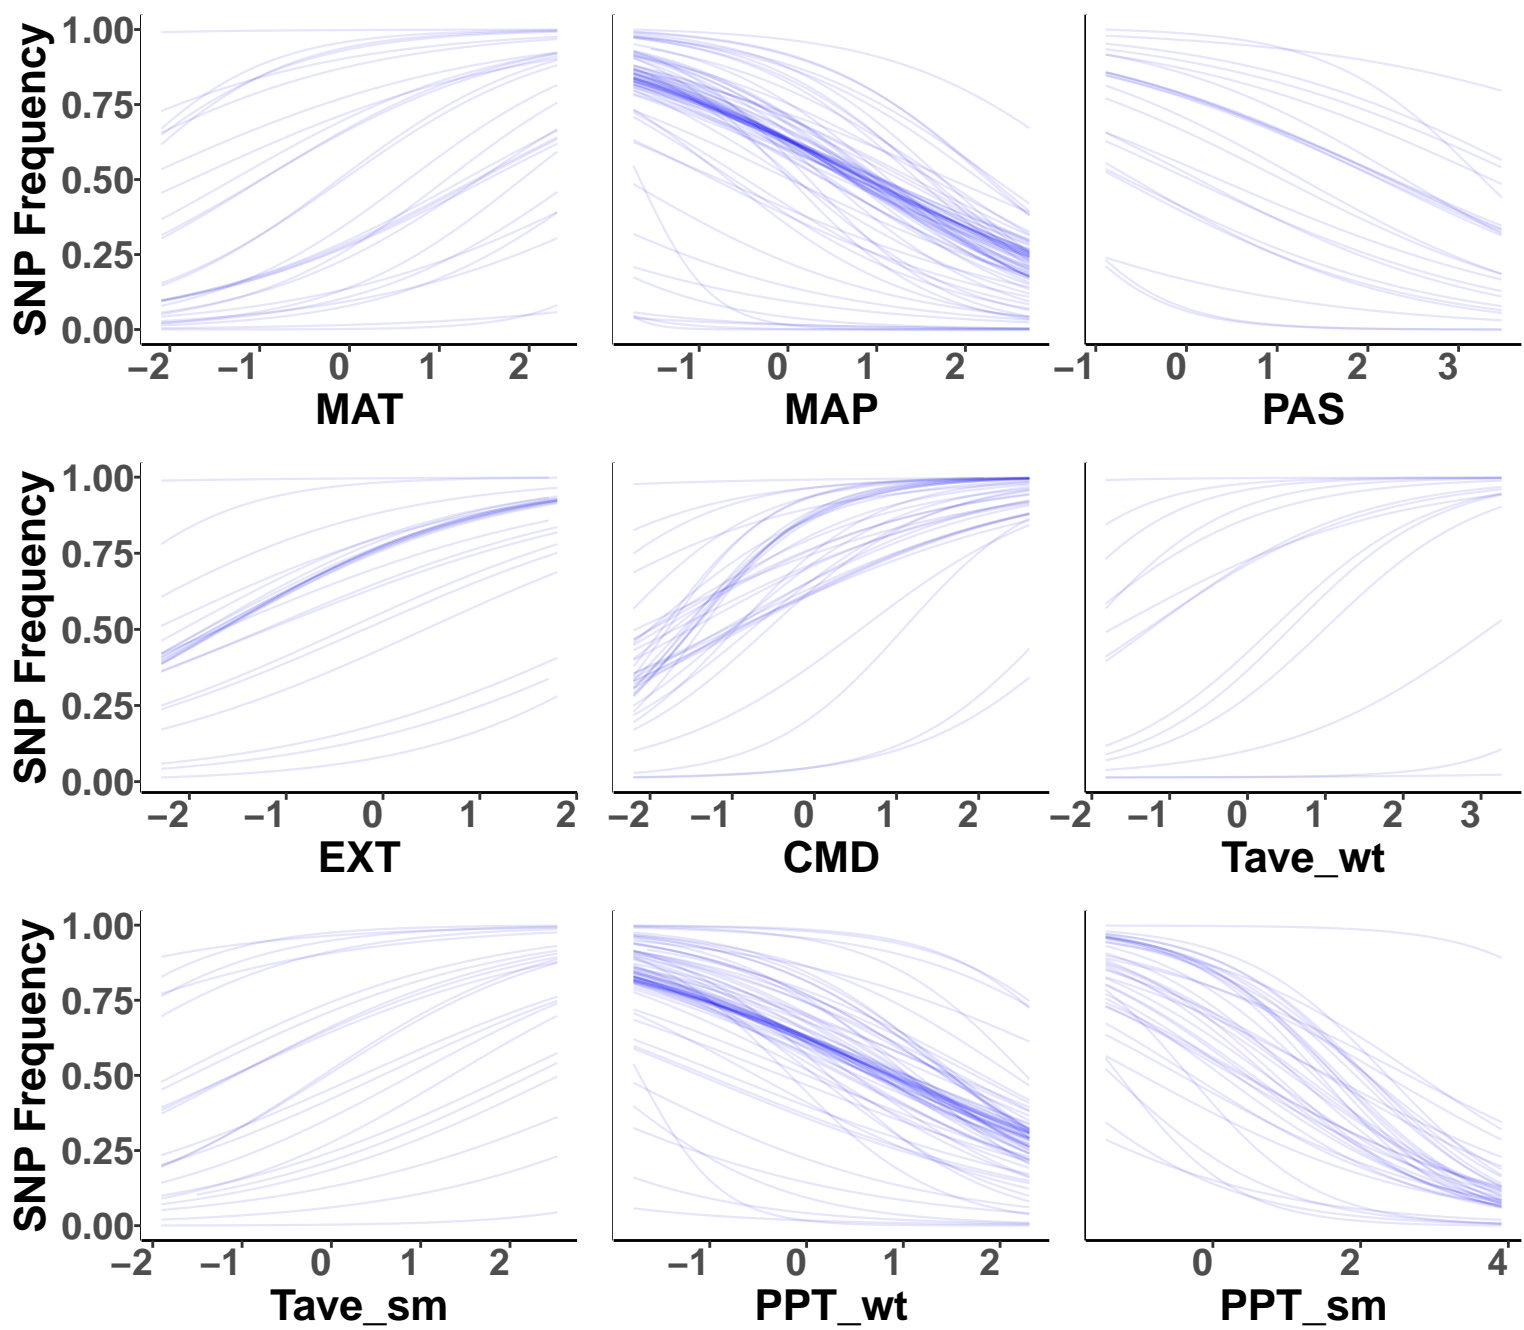 SNP Frequency
1.00
0.75
0.50
0.25
0.00
−2 −1 0 1 2
MAT
−1 0 1 2
MAP
−1 0 1 2 3
PAS
SNP Frequency
1.00
0.75
0.50
0.25
0.00
−2 −1 0 1 2
EXT
−2 −1 0 1 2
CMD
−2 −1 0 1 2 3
Tave_wt
SNP Frequency
1.00
0.75
0.50
0.25
0.00
−2 −1 0 1 2
Tave_sm
−1 0 1 2
PPT_wt
0 2 4
PPT_sm